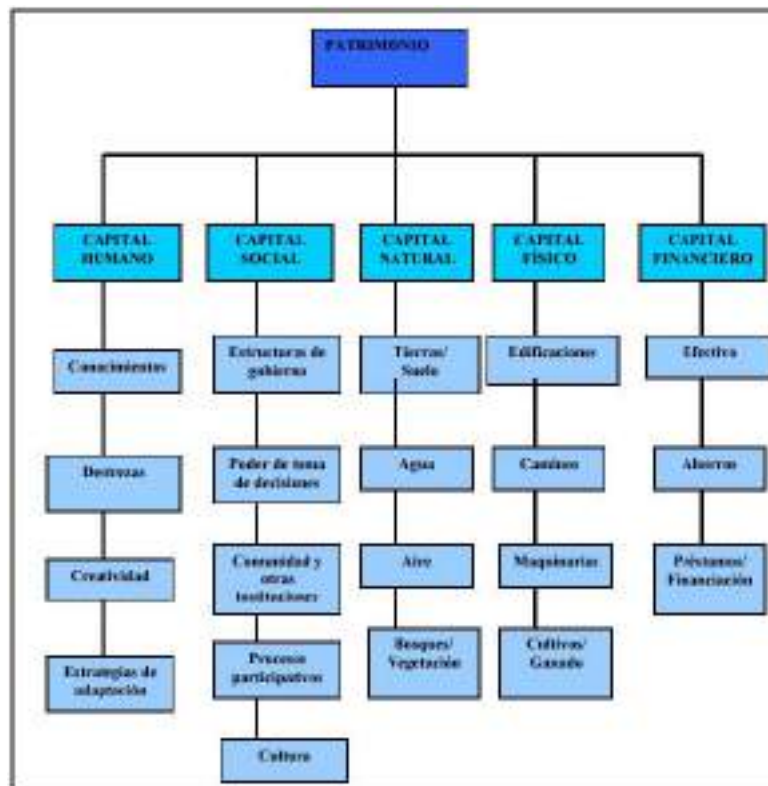 PATRIMONIO
CAPITAL
HUMANO
CAPITAL
SOCIAL
CAPITAL
NATURAL
CAPITAL
FÍSICO
CAPITAL
FINANCIERO
Conocimientos
Estructuras de
gobierno
Tierras/
Suelo
Edificaciones
Efectivo
Destrezas
Poder de toma
de decisiones
Agua
Caminos
Ahorros
Creatividad
Comunidad y
otras
instituciones
Aire
Maquinarias
Préstamos/
Financiación
Estrategias de
adaptación
Procesos
participativos
Bosques/
Vegetación
Cultivos/
Ganado
Cultura